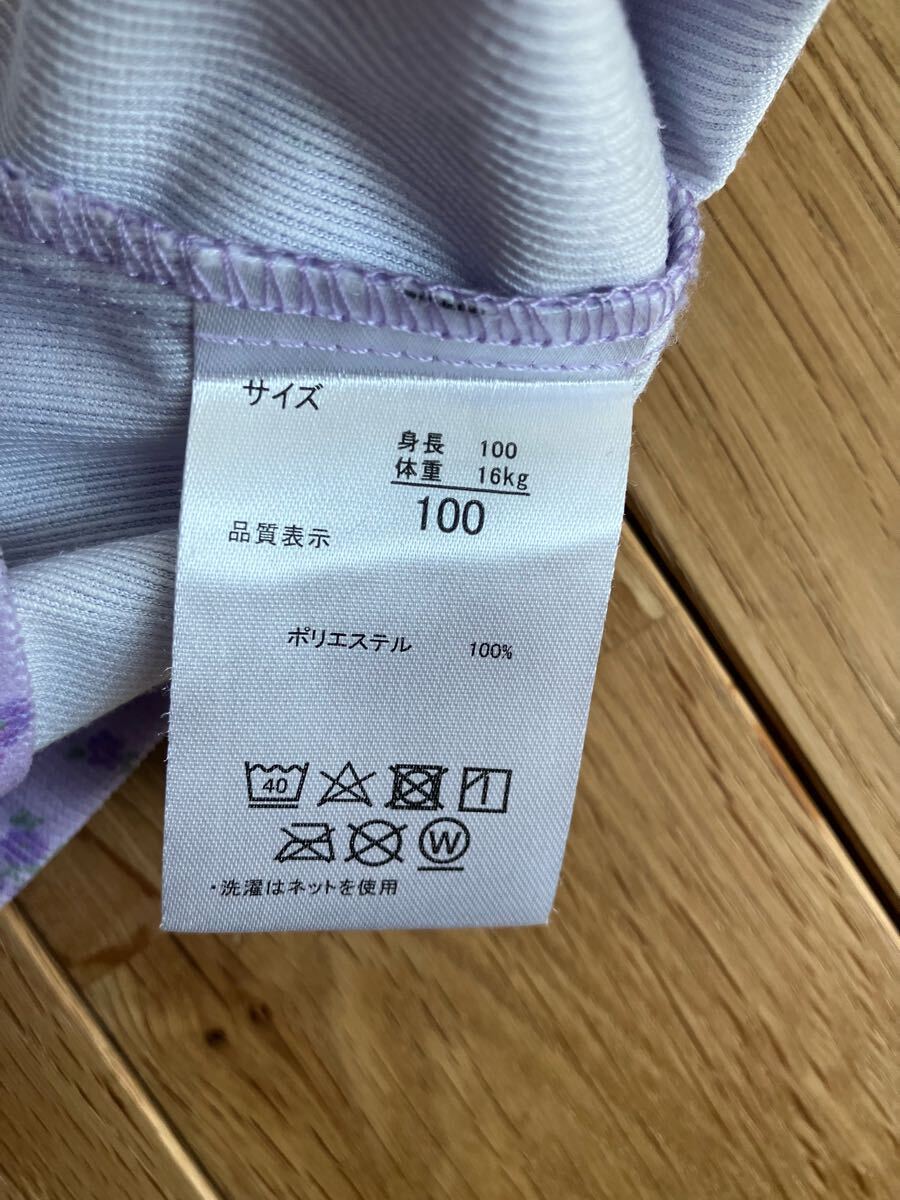 サイズ
身長 100
体重 16kg
100
品質表示
ポリエステル 100%
40
W
・洗濯はネットを使用